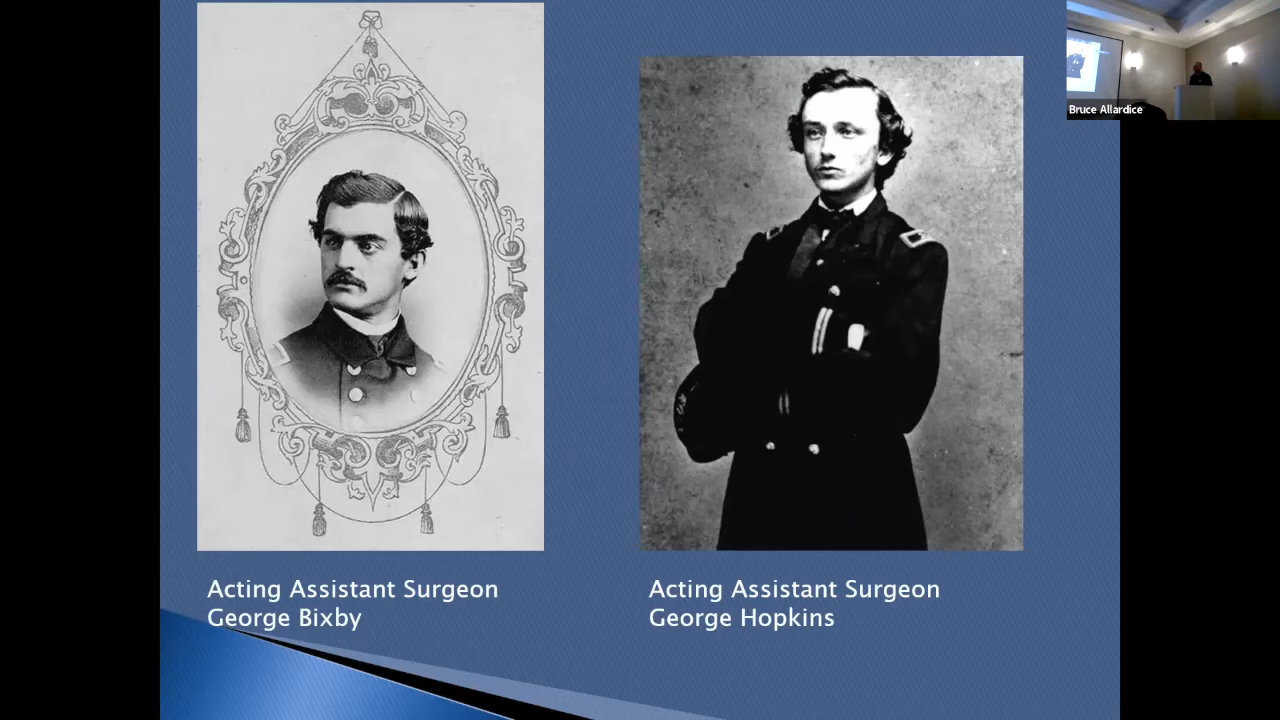 Bruce Allardice
Acting Assistant Surgeon
George Bixby
Acting Assistant Surgeon
George Hopkins